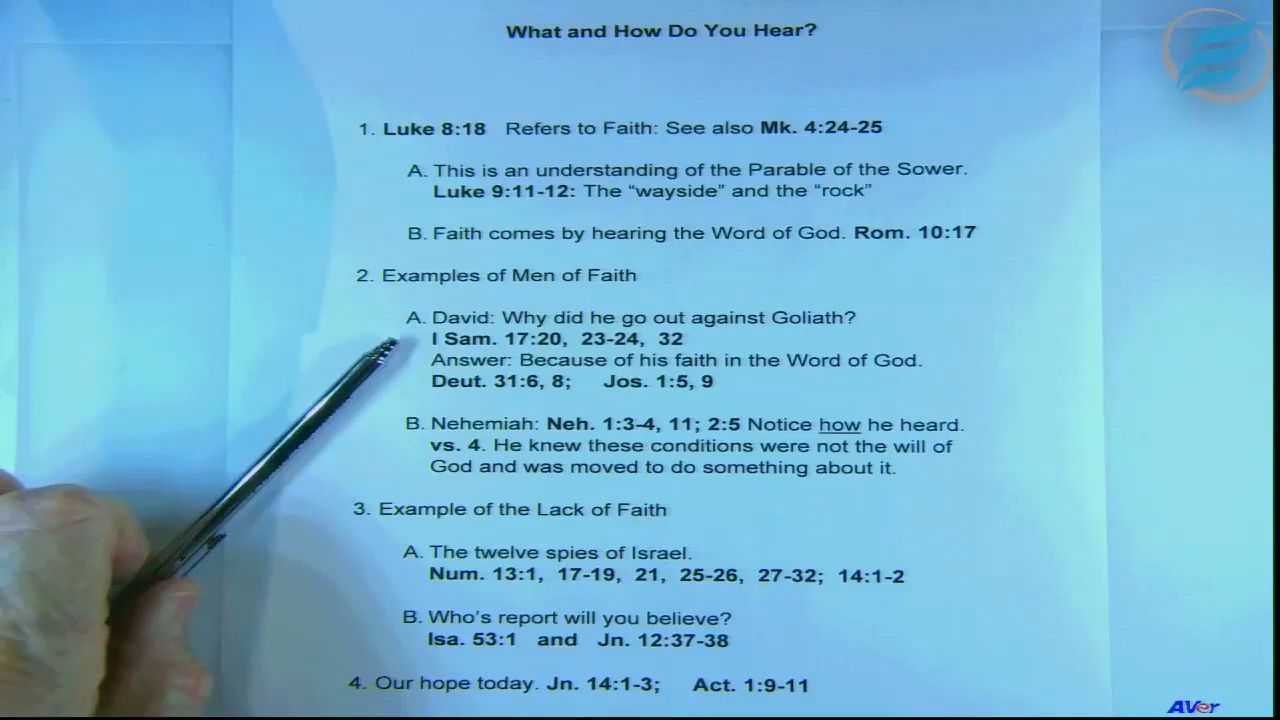 What and How Do You Hear?
1. Luke 8:18 Refers to Faith: See also Mk. 4:24-25
A. This is an understanding of the Parable of the Sower.
Luke 9:11-12: The “wayside” and the “rock”
B. Faith comes by hearing the Word of God. Rom. 10:17
2. Examples of Men of Faith
A. David: Why did he go out against Goliath?
I Sam. 17:20, 23-24, 32
Answer: Because of his faith in the Word of God.
Deut. 31:6, 8; Jos. 1:5, 9
B. Nehemiah: Neh. 1:3-4, 11; 2:5 Notice how he heard.
vs. 4. He knew these conditions were not the will of
God and was moved to do something about it.
3. Example of the Lack of Faith
A. The twelve spies of Israel.
Num. 13:1, 17-19, 21, 25-26, 27-32; 14:1-2
B. Who’s report will you believe?
Isa. 53:1 and Jn. 12:37-38
4. Our hope today. Jn. 14:1-3; Act. 1:9-11
AVer